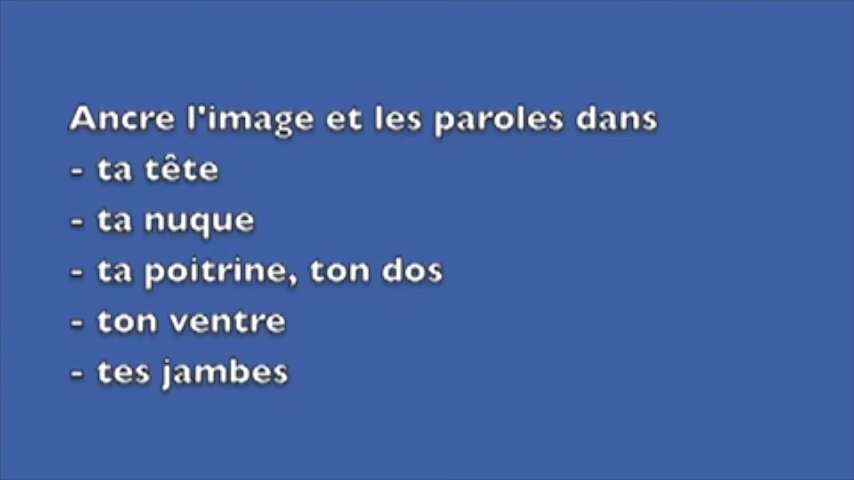 Ancre l'image et les paroles dans
- ta tête
- ta nuque
- ta poitrine, ton dos
- ton ventre
- tes jambes